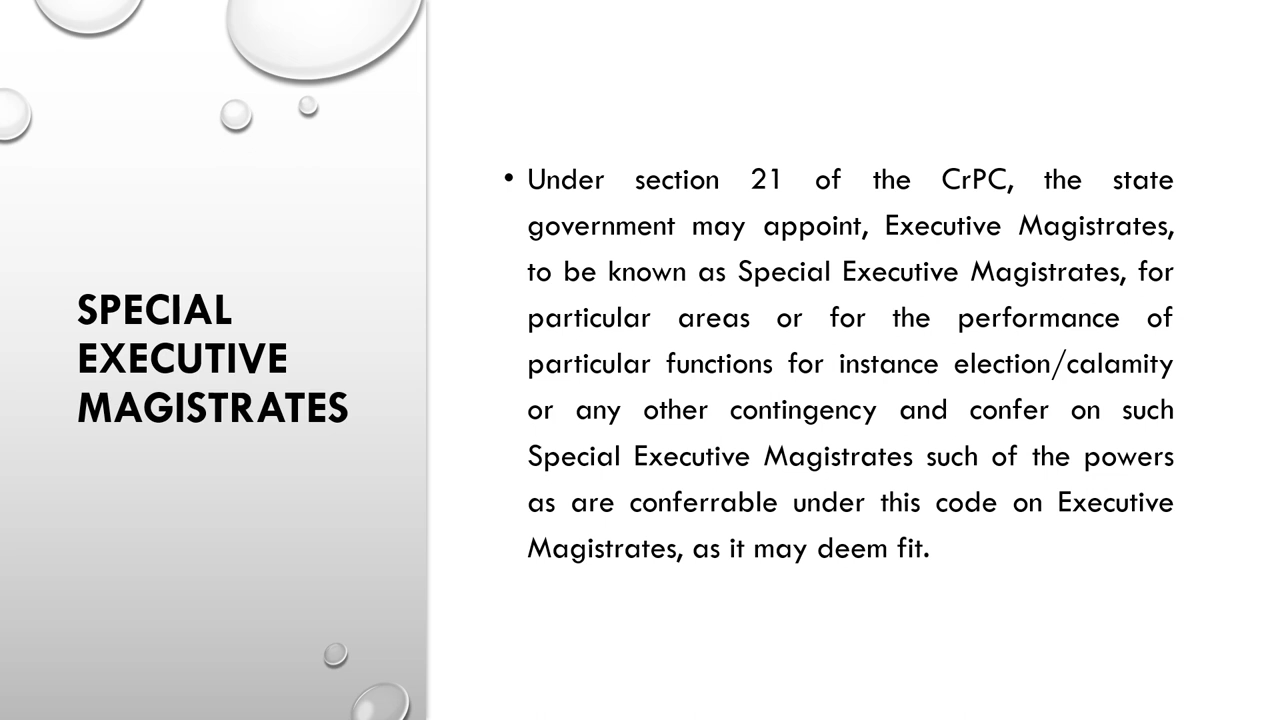 SPECIAL
EXECUTIVE
MAGISTRATES
• Under section 21 of the CrPC, the state
government may appoint, Executive Magistrates,
to be known as Special Executive Magistrates, for
particular areas or for the performance of
particular functions for instance election/calamity
or any other contingency and confer on such
Special Executive Magistrates such of the powers
as are conferrable under this code on Executive
Magistrates, as it may deem fit.